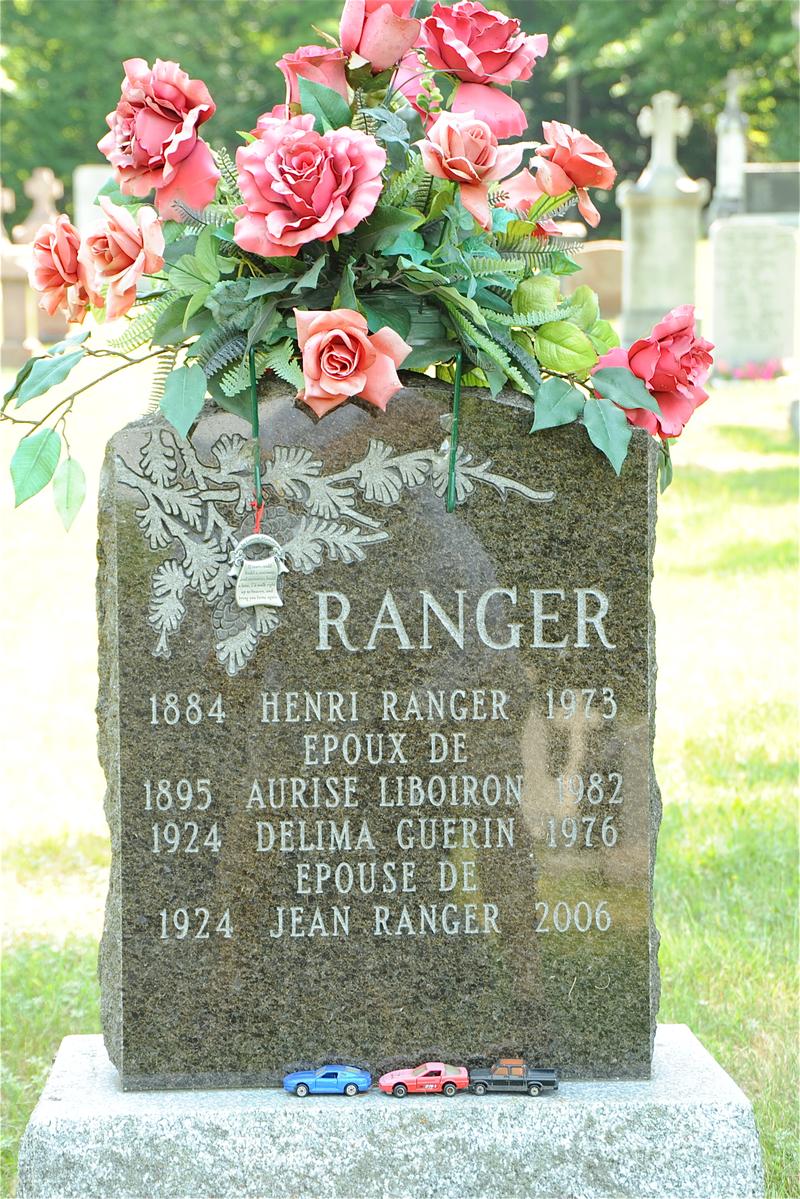 RANGER
1884 HENRI RANGER 1973
EPOUX DE
1895 AURISE LIBOIRON 1982
1924 DELIMA GUERIN 1976
EPOUSE DE
1924 JEAN RANGER 2006